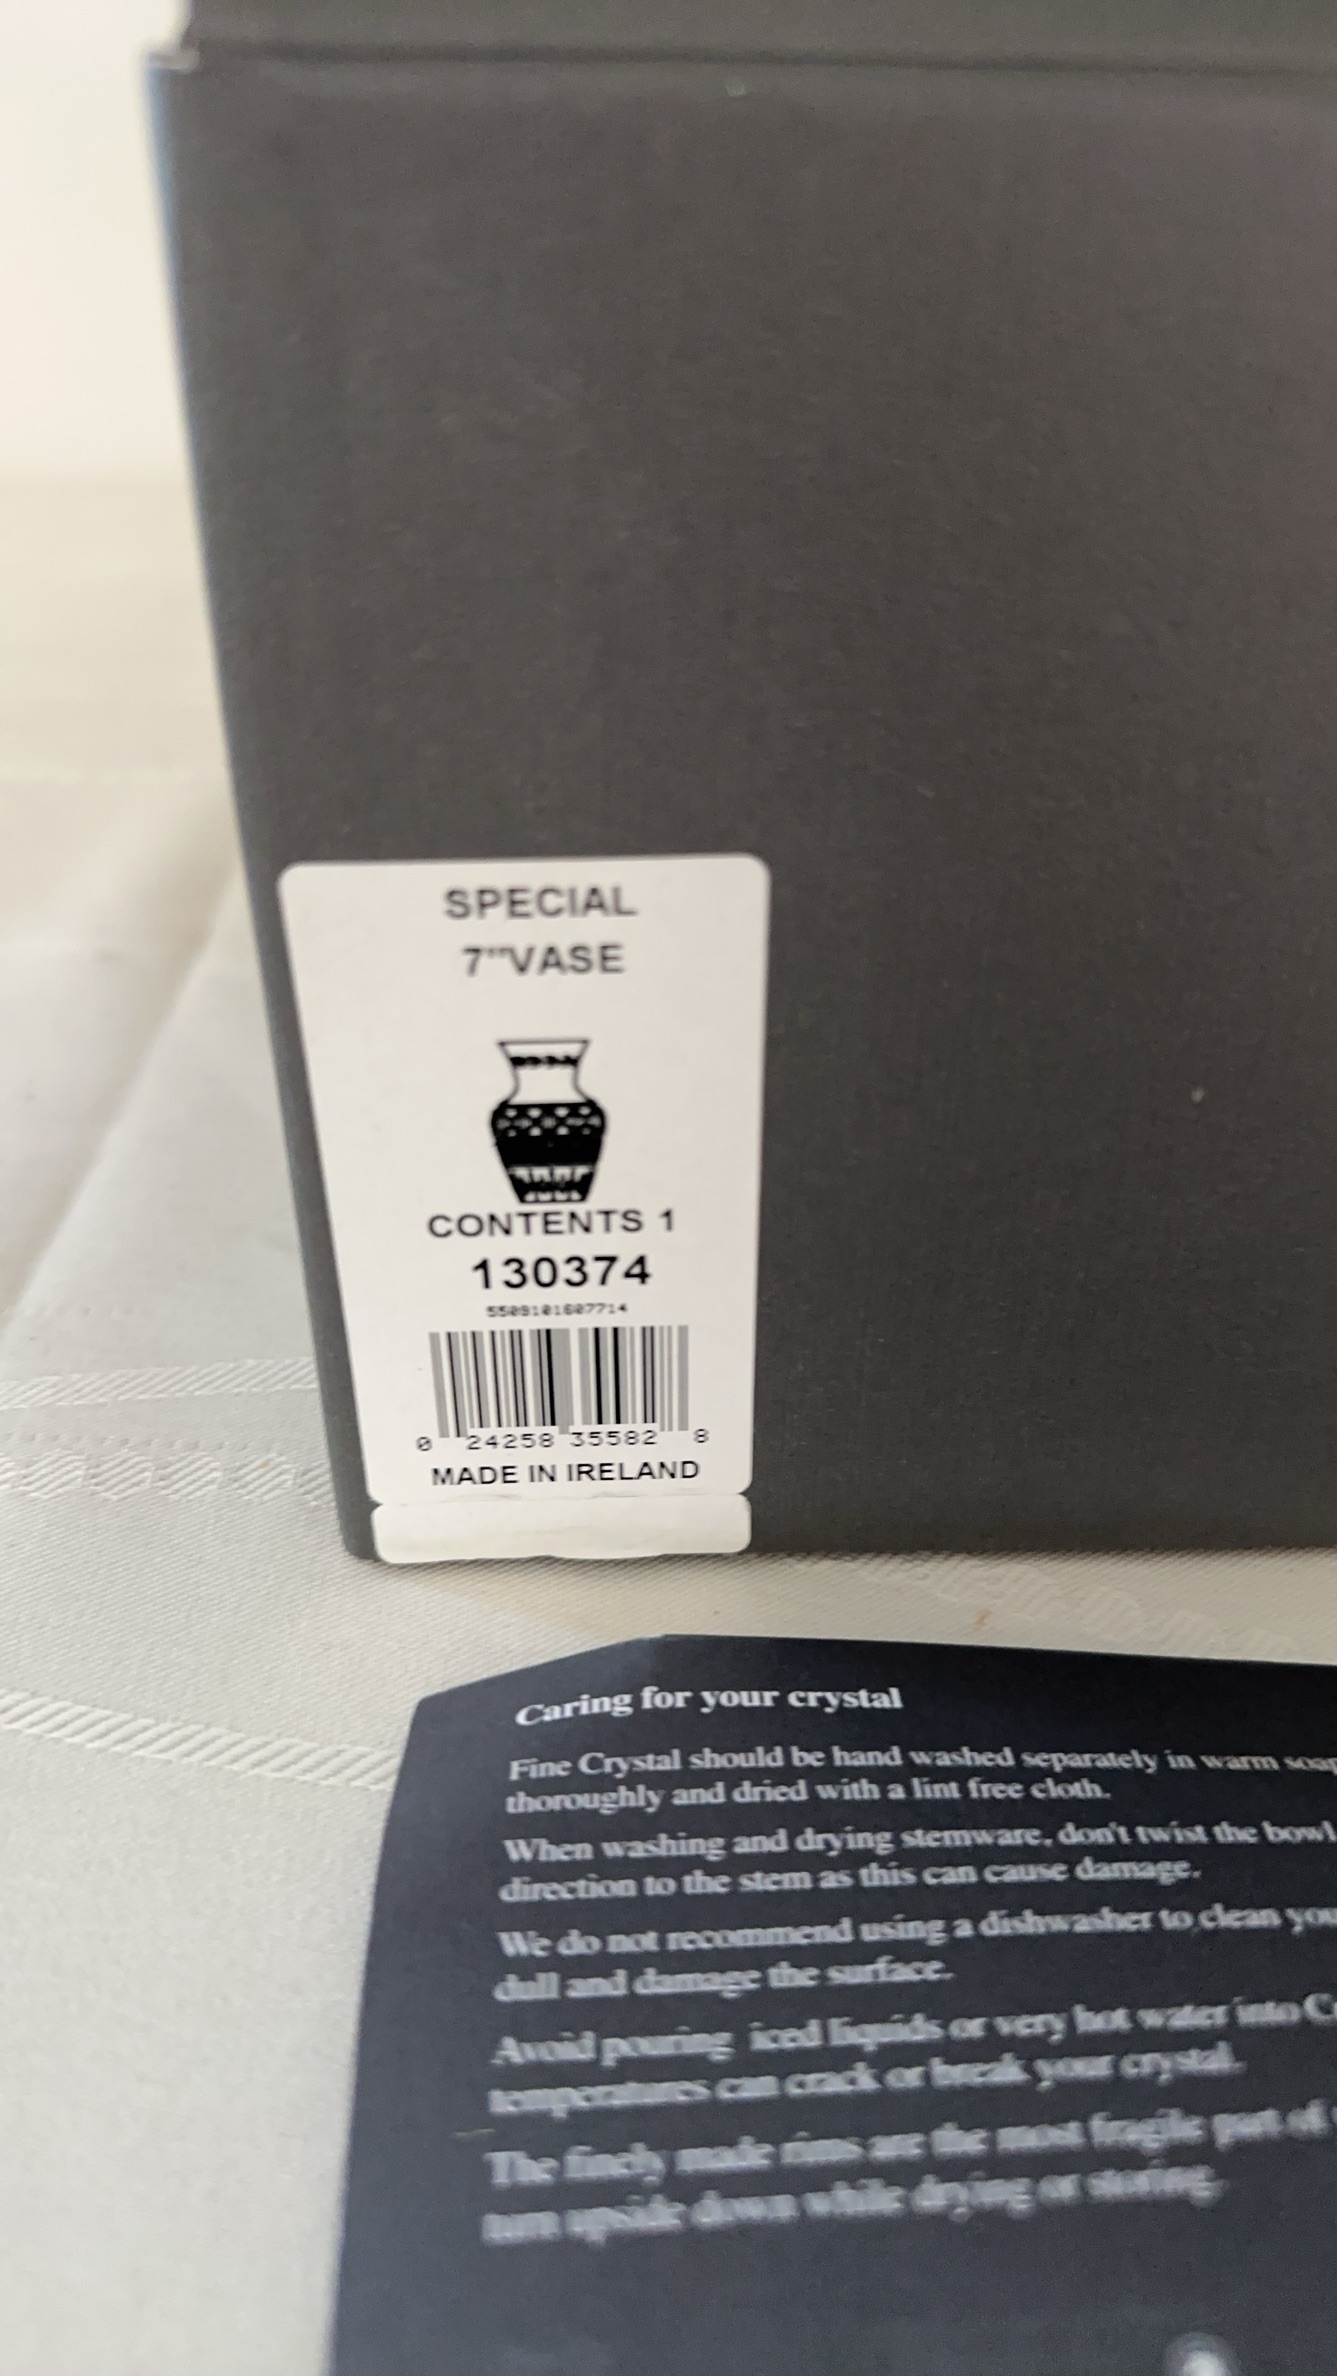 SPECIAL
7"VASE
CONTENTS 1
130374
5509101607714
0 24258 35582 8
MADE IN IRELAND
Caring for your crystal
Fine Crystal should be hand washed separately in warm
thoroughly and dried with a lint free cloth.
When washing and drying stemware, don't twist the bowl
direction to the stem as this can cause damage.
We do not recommend using a dishwasher to clean
dull and damage the surface.
Avoid pouring iced liquids or very hot water into
temperatures can crack or break your crystal.
The finely made rims are the most fragile part of
turn upside down while drying or storing.